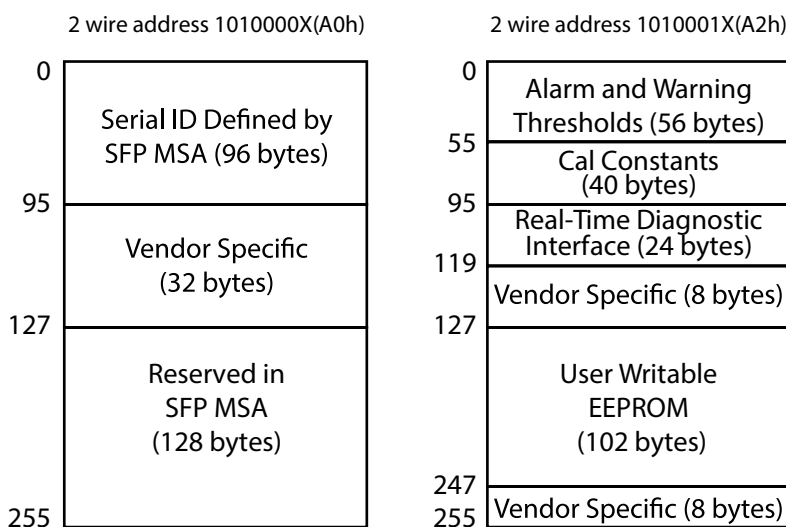 2 wire address 1010000X(A0h)
0
Serial ID Defined by
SFP MSA (96 bytes)
95
Vendor Specific
(32 bytes)
127
Reserved in
SFP MSA
(128 bytes)
255
2 wire address 1010001X(A2h)
0
Alarm and Warning
Thresholds (56 bytes)
55
Cal Constants
(40 bytes)
95
Real-Time Diagnostic
Interface (24 bytes)
119
Vendor Specific (8 bytes)
127
User Writable
EEPROM
(102 bytes)
247
Vendor Specific (8 bytes)
255